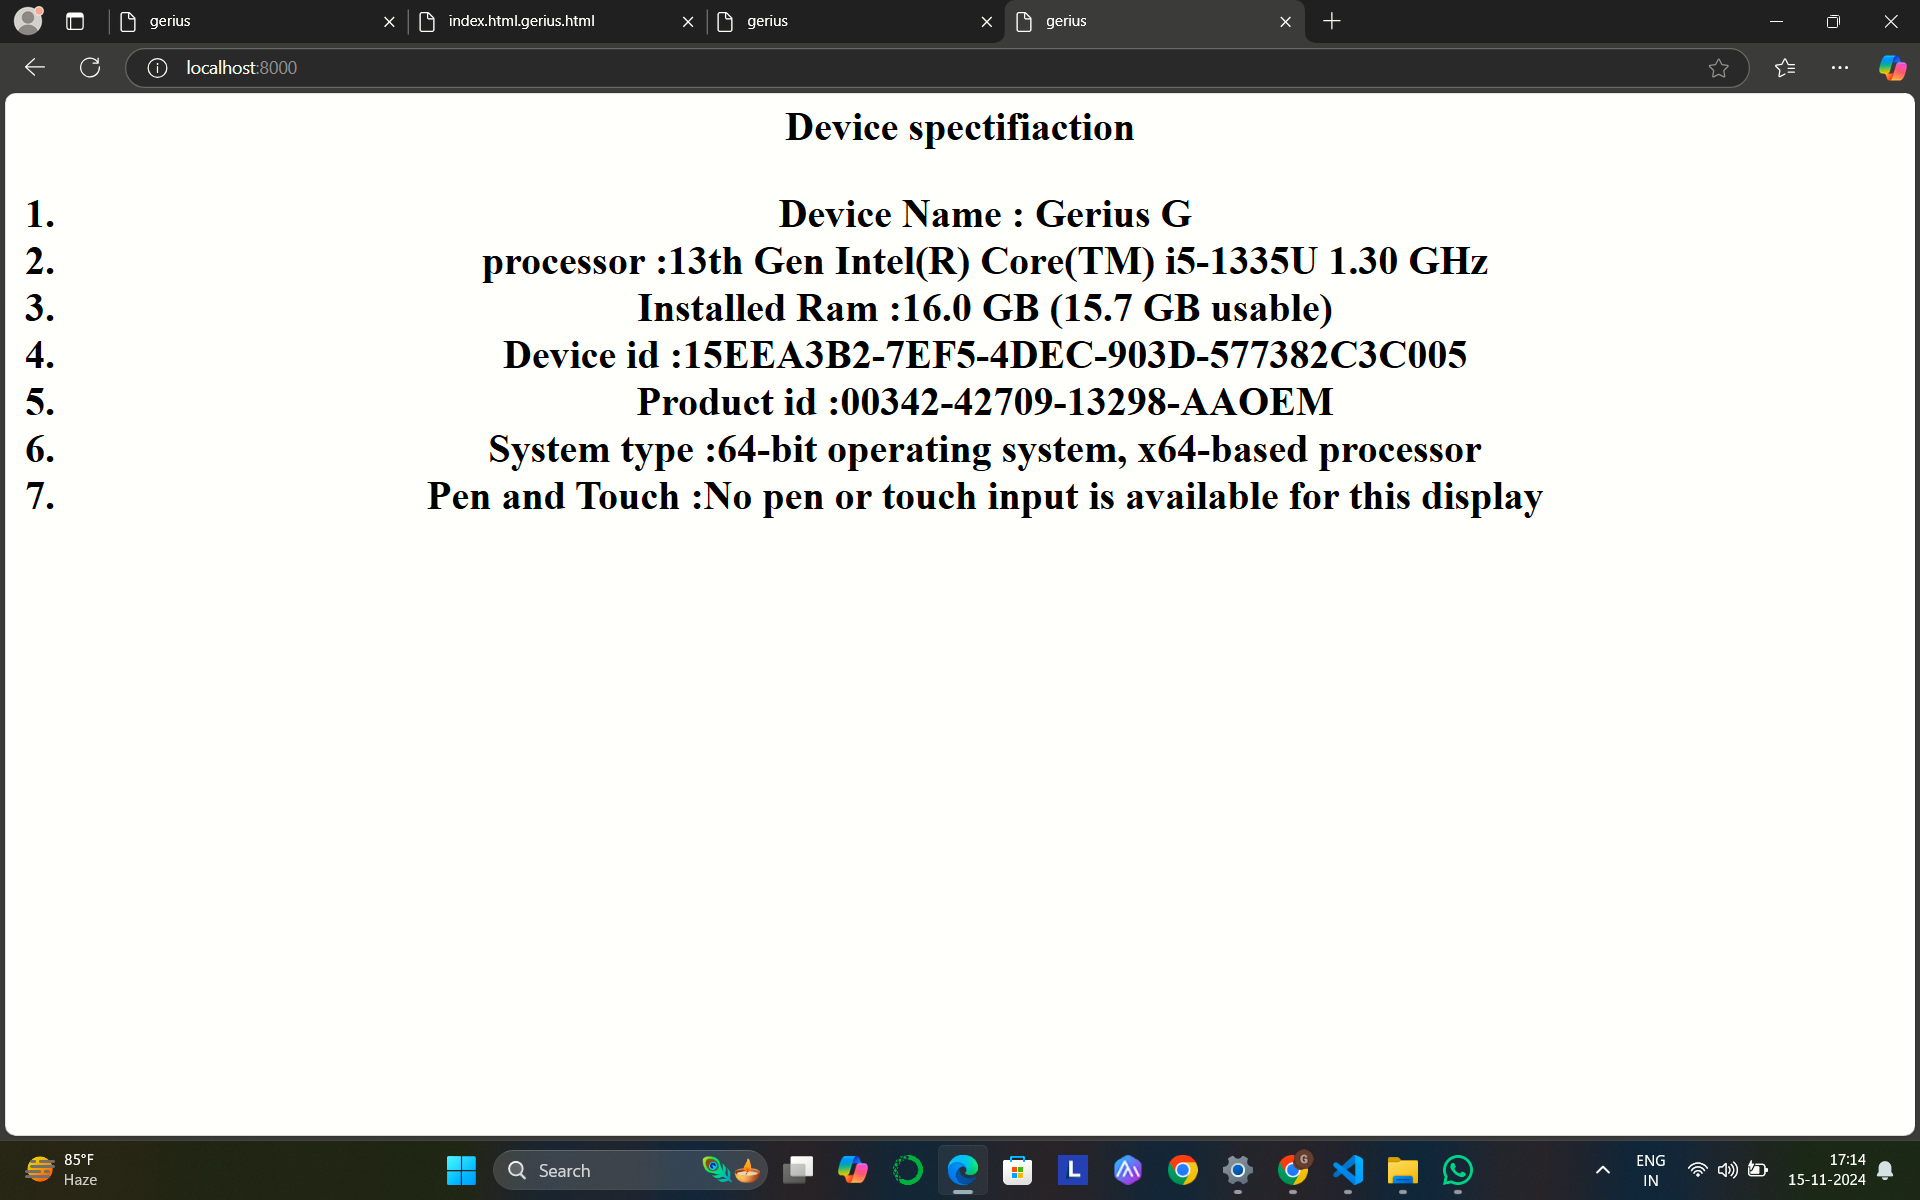 gerius
index.html.gerius.html
gerius
gerius
localhost:8000
Device spectifiaction
1. Device Name : Gerius G
2. processor :13th Gen Intel(R) Core(TM) i5-1335U 1.30 GHz
3. Installed Ram :16.0 GB (15.7 GB usable)
4. Device id :15EEA3B2-7EF5-4DEC-903D-577382C3C005
5. Product id :00342-42709-13298-AAOEM
6. System type :64-bit operating system, x64-based processor
7. Pen and Touch :No pen or touch input is available for this display
85°F
Haze
Search
L
G
ENG
IN
17:14
15-11-2024